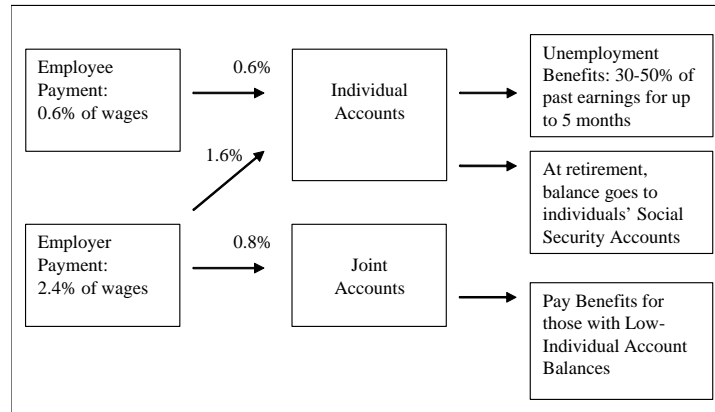 Employee
Payment:
0.6% of wages
0.6%
Individual
Accounts
Unemployment
Benefits: 30-50% of
past earnings for up
to 5 months
1.6%
At retirement,
balance goes to
individuals’ Social
Security Accounts
Employer
Payment:
2.4% of wages
0.8%
Joint
Accounts
Pay Benefits for
those with Low-
Individual Account
Balances